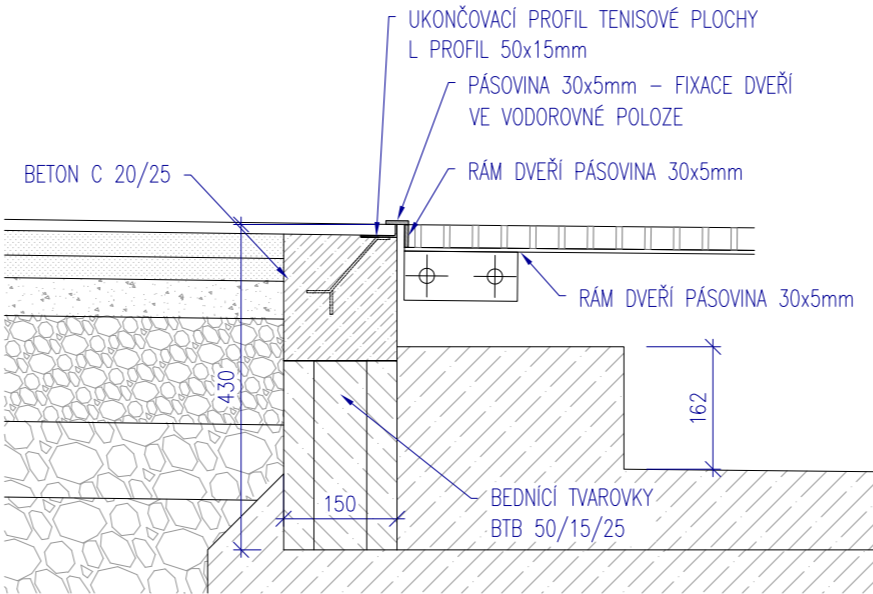 UKONČOVACÍ PROFIL TENISOVÉ PLOCHY
L PROFIL 50x15mm
PÁSOVINA 30x5mm – FIXACE DVEŘÍ
VE VODOROVNÉ POLOZE
BETON C 20/25
RÁM DVEŘÍ PÁSOVINA 30x5mm
RÁM DVEŘÍ PÁSOVINA 30x5mm
430
162
150
BEDNÍCÍ TVAROVKY
BTB 50/15/25